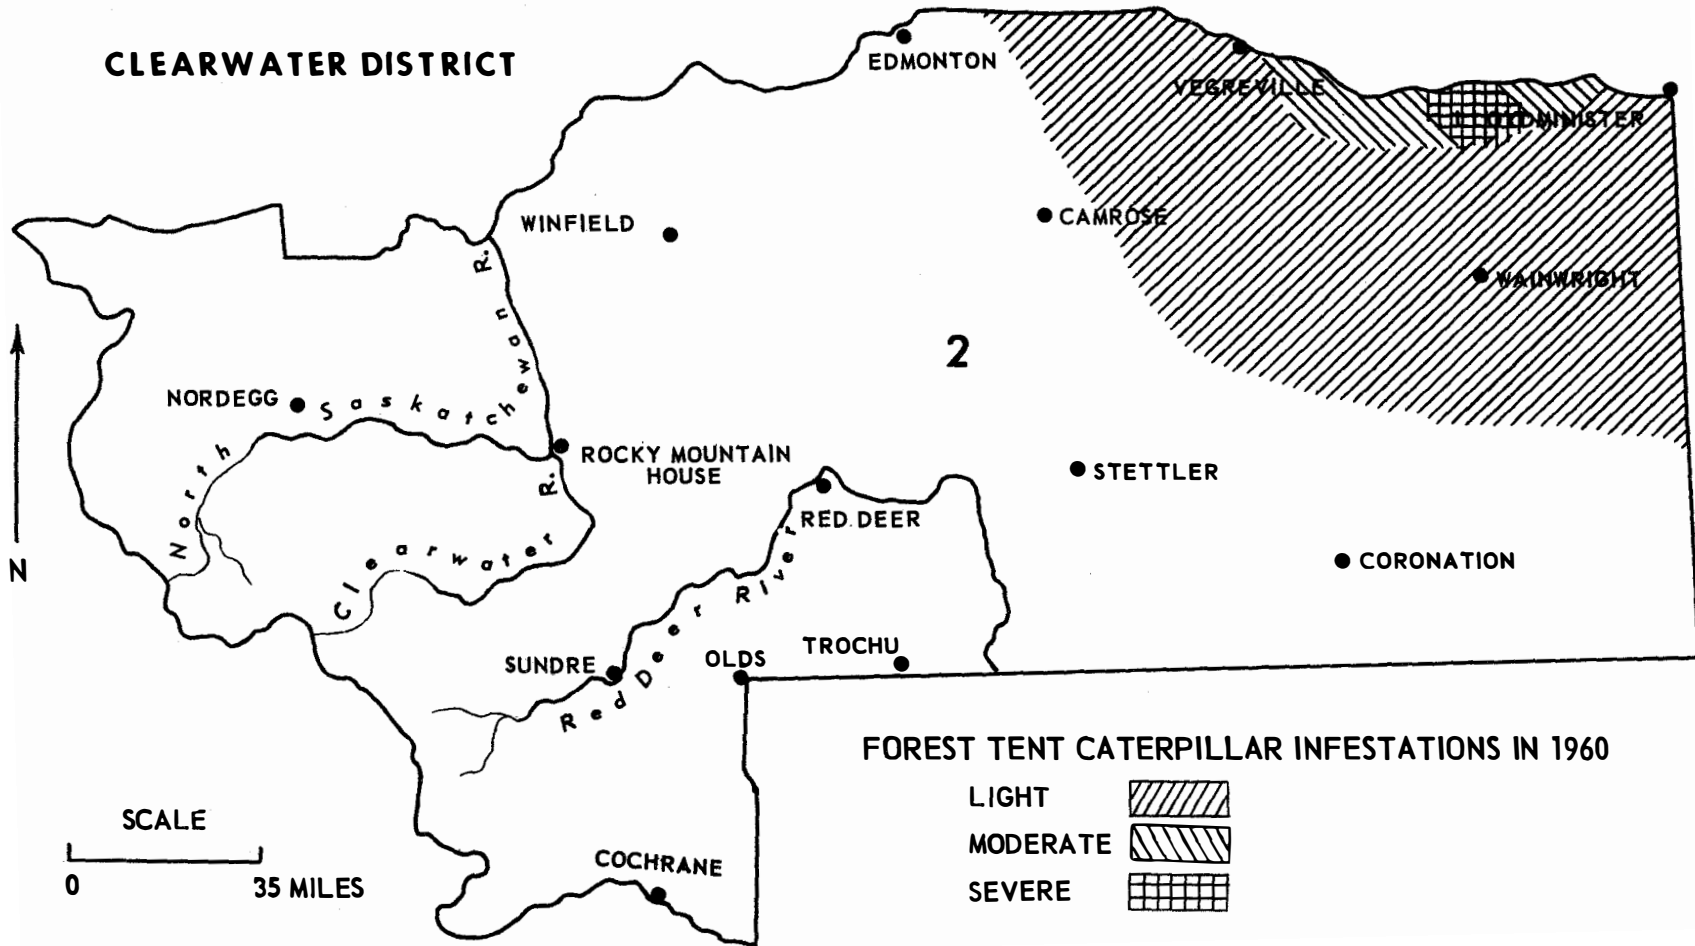 CLEARWATER DISTRICT
EDMONTON
VEGREVILLE
WINFIELD
CAMROSE
WAINWRIGHT
2
NORDEGG
North Saskatchewan R.
ROCKY MOUNTAIN
HOUSE
STETTLER
RED DEER
Clearwater R.
CORONATION
N
Red Deer River
SUNDRE
OLDS
TROCHU
FOREST TENT CATERPILLAR INFESTATIONS IN 1960
LIGHT
MODERATE
SEVERE
SCALE
0 35 MILES
COCHRANE